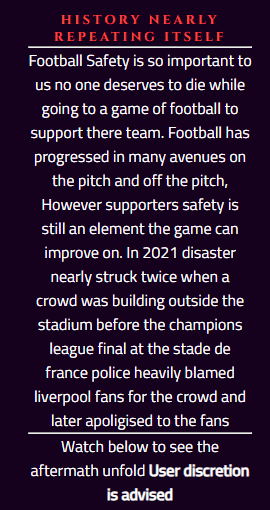 HISTORY NEARLY
REPEATING ITSELF
Football Safety is so important to
us no one deserves to die while
going to a game of football to
support there team. Football has
progressed in many avenues on
the pitch and off the pitch,
However supporters safety is
still an element the game can
improve on. In 2021 disaster
nearly struck twice when a
crowd was building outside the
stadium before the champions
league final at the stade de
france police heavily blamed
liverpool fans for the crowd and
later apoligised to the fans
Watch below to see the
aftermath unfold User discretion
is advised